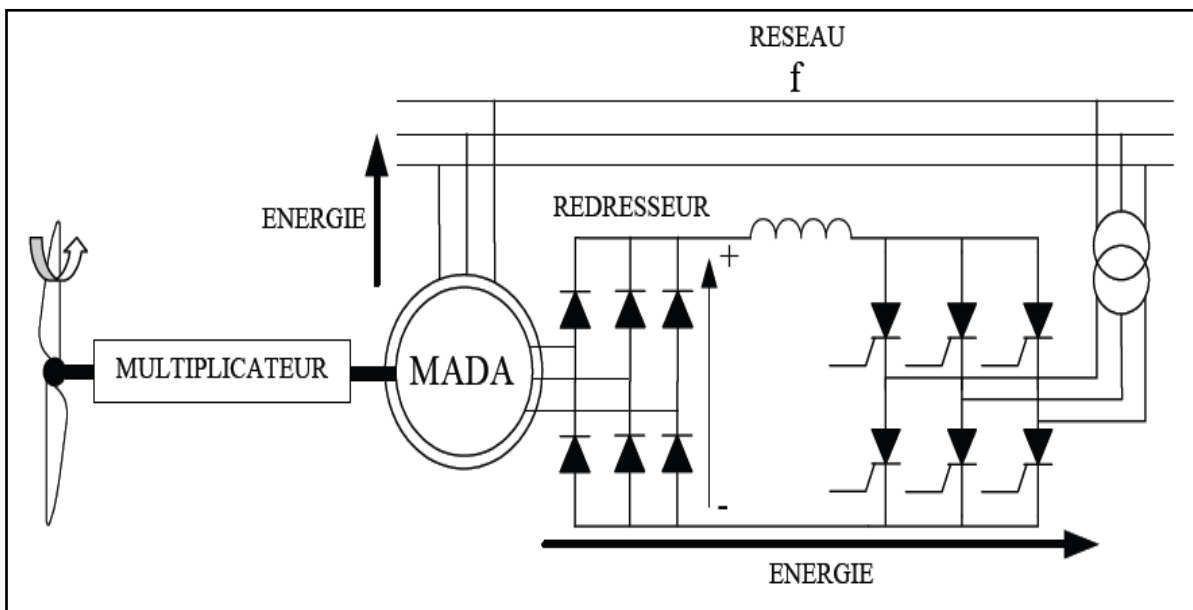 RESEAU
f
ENERGIE
REDRESSEUR
+
MULTIPLICATEUR
MADA
-
ENERGIE